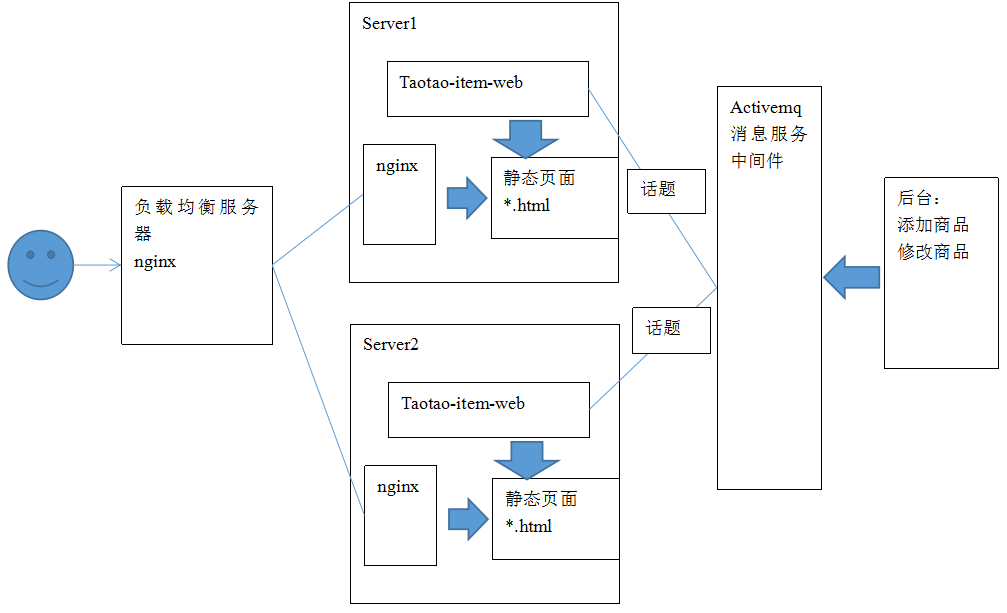 负载均衡服务
器
nginx
Server1
Taotao-item-web
nginx
静态页面
*.html
Server2
Taotao-item-web
nginx
静态页面
*.html
话题
话题
Activemq
消息服务
中间件
后台：
添加商品
修改商品